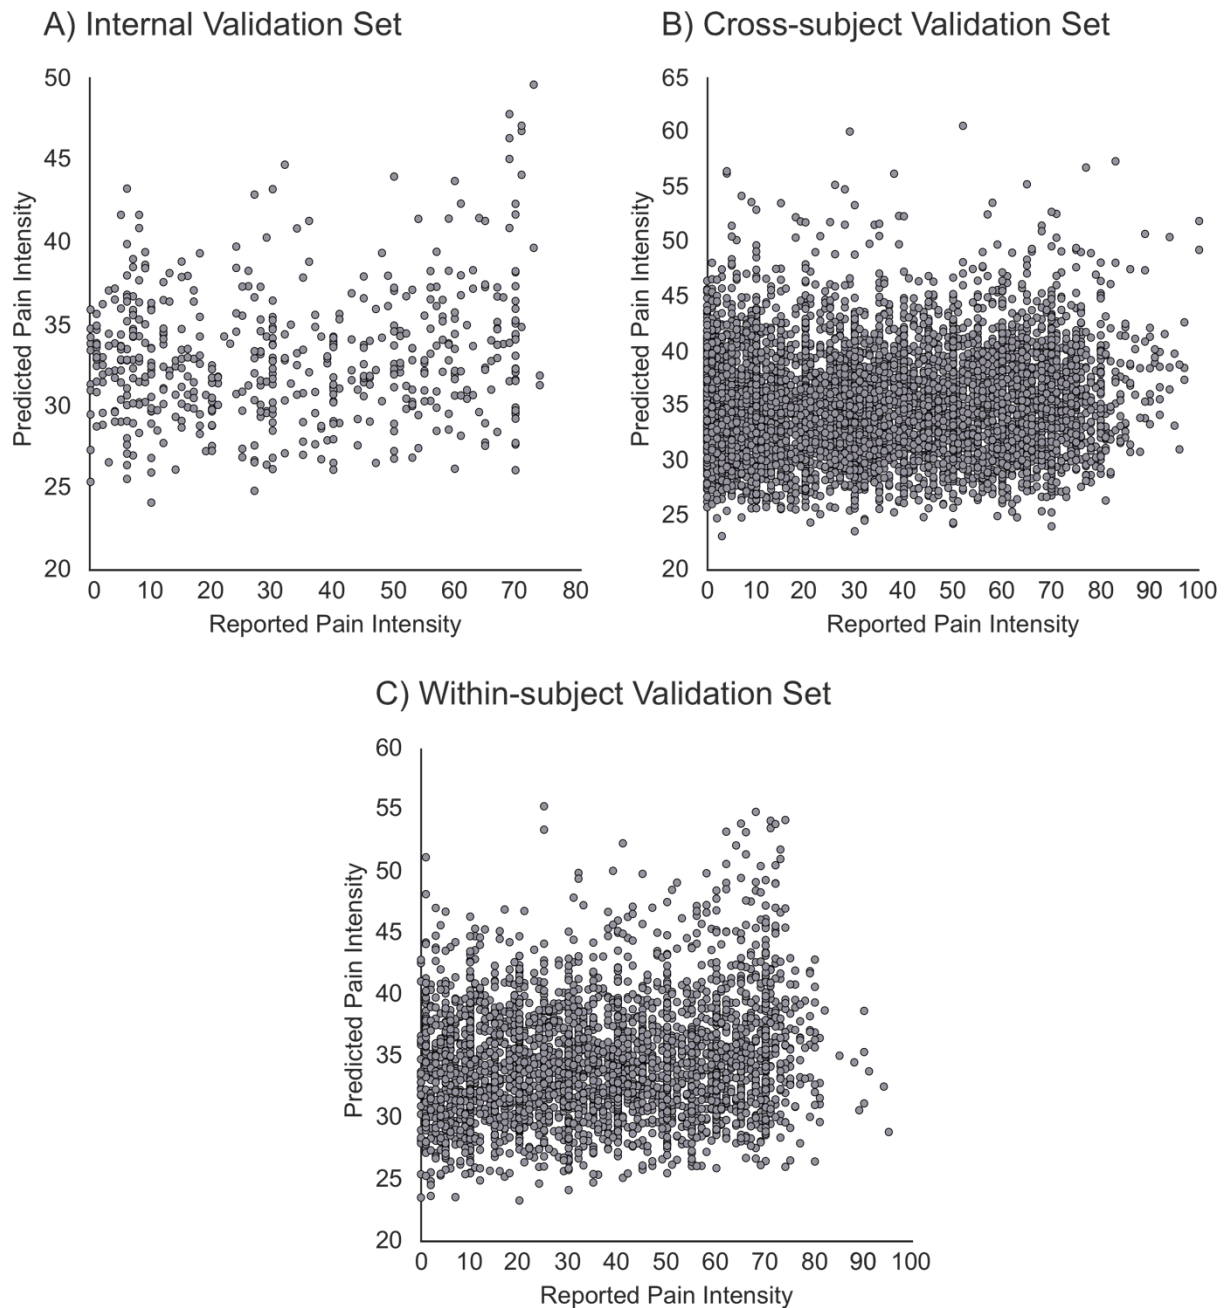 A) Internal Validation Set
50
45
40
35
30
25
20
0 10 20 30 40 50 60 70 80
Predicted Pain Intensity
Reported Pain Intensity
B) Cross-subject Validation Set
65
60
55
50
45
40
35
30
25
20
0 10 20 30 40 50 60 70 80 90 100
Predicted Pain Intensity
Reported Pain Intensity
C) Within-subject Validation Set
60
55
50
45
40
35
30
25
20
0 10 20 30 40 50 60 70 80 90 100
Predicted Pain Intensity
Reported Pain Intensity